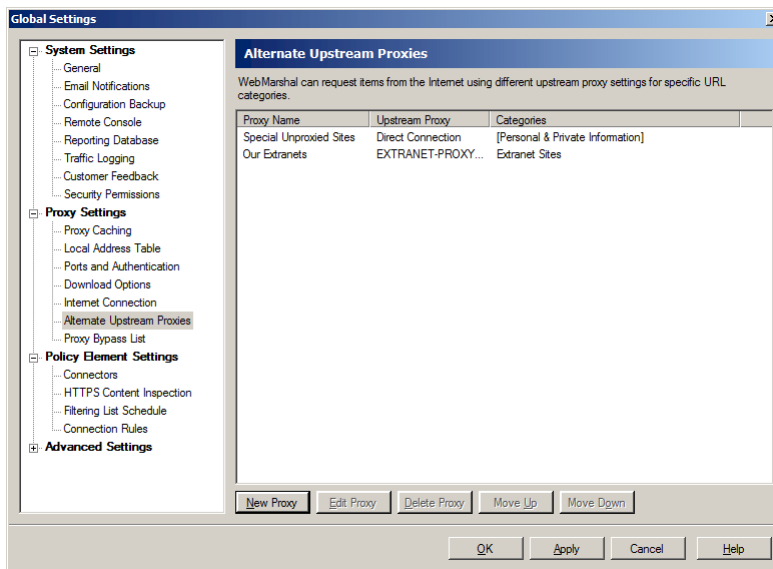 Global Settings
System Settings
General
Email Notifications
Configuration Backup
Remote Console
Reporting Database
Traffic Logging
Customer Feedback
Security Permissions
Proxy Settings
Proxy Caching
Local Address Table
Ports and Authentication
Download Options
Internet Connection
Alternate Upstream Proxies
Proxy Bypass List
Policy Element Settings
Connectors
HTTPS Content Inspection
Filtering List Schedule
Connection Rules
Advanced Settings
Alternate Upstream Proxies
WebMarshal can request items from the Internet using different upstream proxy settings for specific URL
categories.
Proxy Name Upstream Proxy Categories
Special Unproxied Sites Direct Connection [Personal & Private Information]
Our Extranets EXTRANET-PROXY... Extranet Sites
New Proxy Edit Proxy Delete Proxy Move Up Move Down
OK Apply Cancel Help